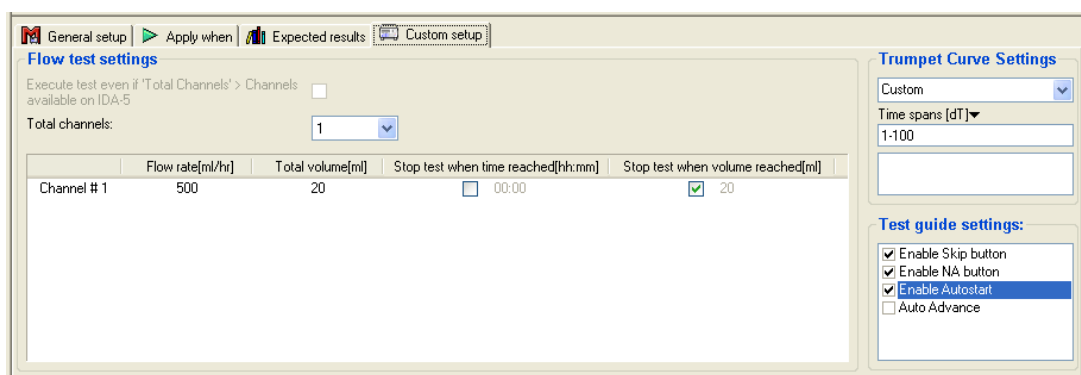 General setup Apply when Expected results Custom setup
Flow test settings
Execute test even if 'Total Channels' > Channels
available on IDA-5
Total channels:
1
Flow rate[ml/hr] Total volume[ml] Stop test when time reached[hh:mm] Stop test when volume reached[ml]
Channel # 1 500 20 00:00 20
Trumpet Curve Settings
Custom
Time spans [dT]
1-100
Test guide settings:
Enable Skip button
Enable NA button
Enable Autostart
Auto Advance